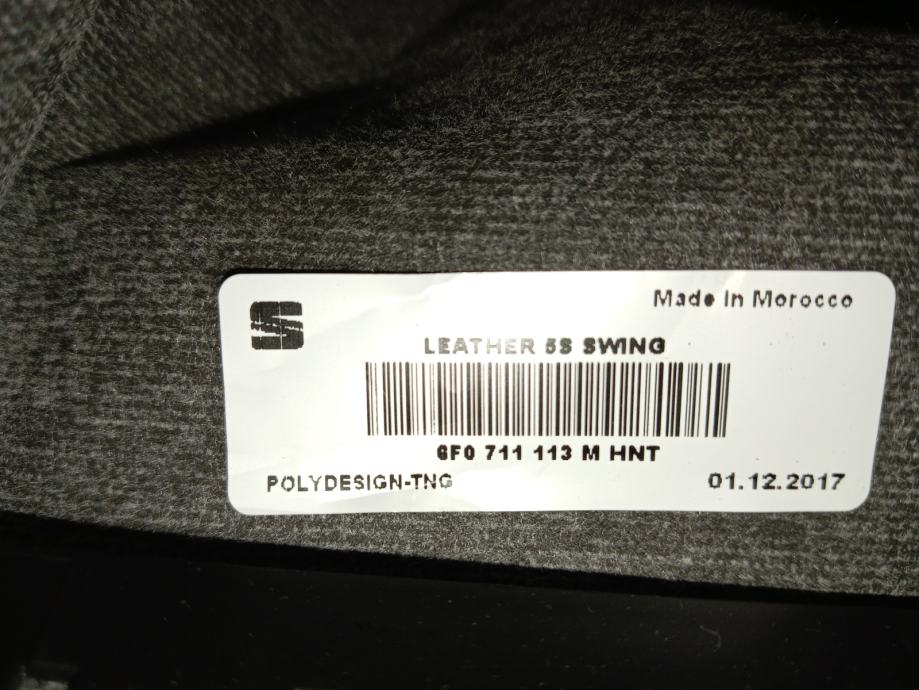 Made in Morocco
LEATHER 5S SWING
6F0 711 113 M HNT
POLYDESIGN-TNG
01.12.2017